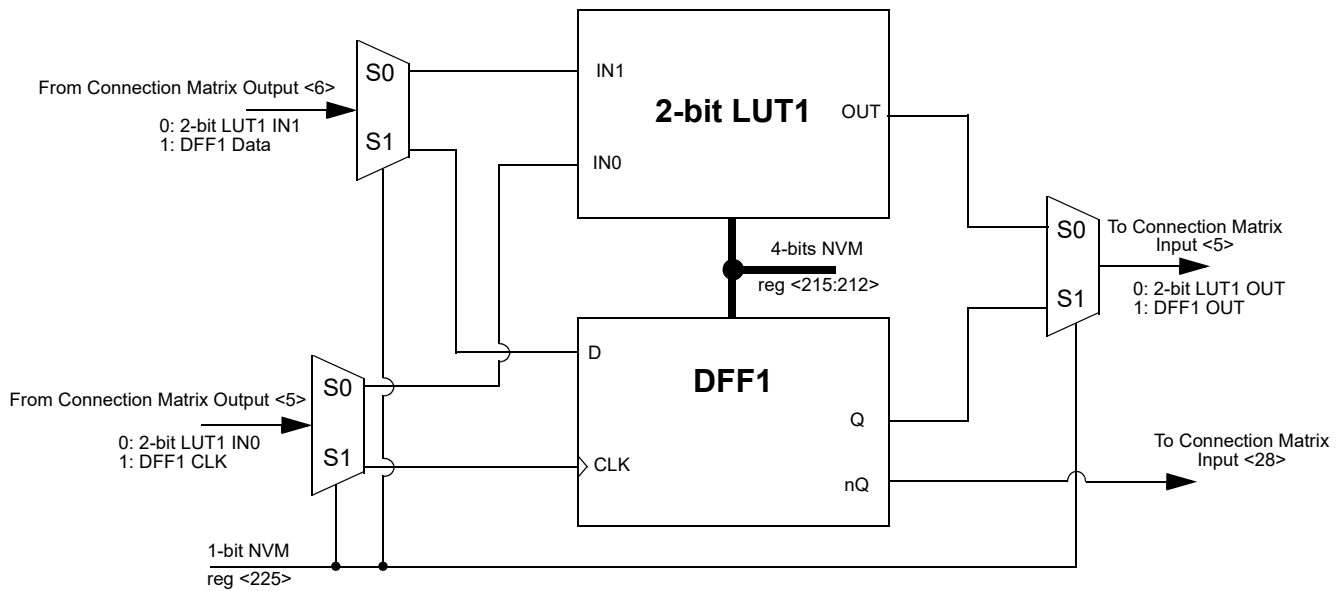 From Connection Matrix Output <6>
0: 2-bit LUT1 IN1
1: DFF1 Data
S0
S1
IN1
IN0
2-bit LUT1
OUT
4-bits NVM
reg <215:212>
S0
S1
To Connection Matrix
Input <5>
0: 2-bit LUT1 OUT
1: DFF1 OUT
From Connection Matrix Output <5>
0: 2-bit LUT1 IN0
1: DFF1 CLK
S0
S1
D
CLK
DFF1
Q
nQ
To Connection Matrix
Input <28>
1-bit NVM
reg <225>